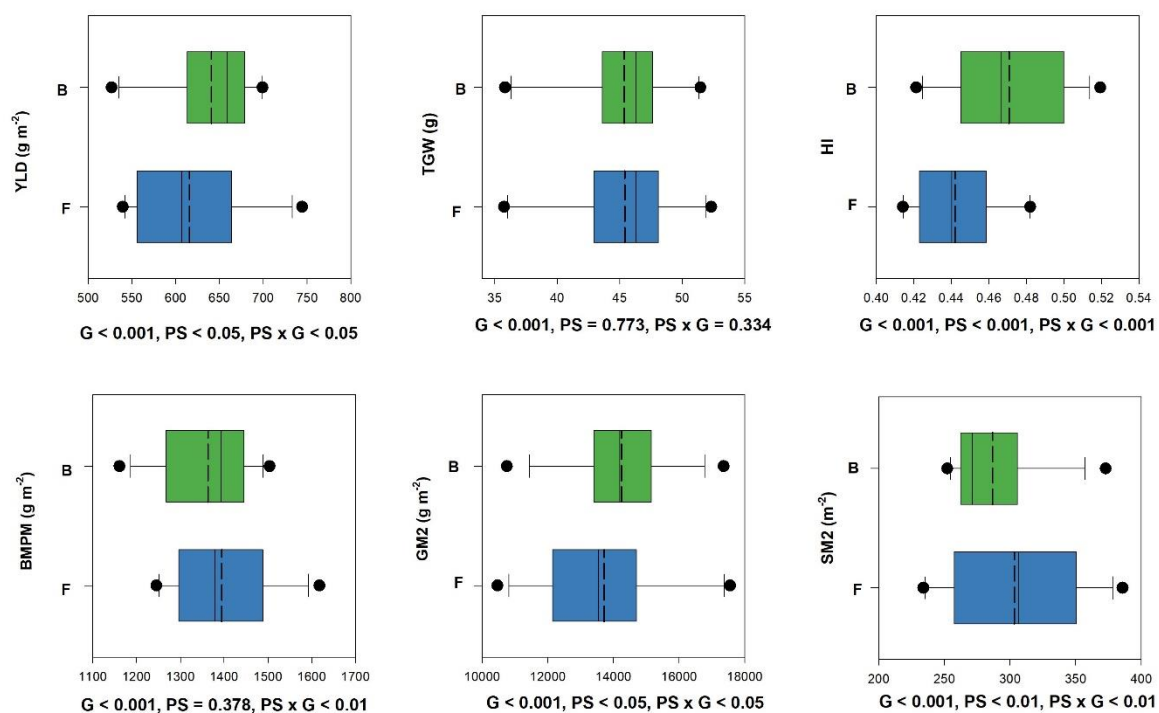 YLD (g m⁻²)
B
F
500 550 600 650 700 750 800
G < 0.001, PS < 0.05, PS x G < 0.05
TGW (g)
B
F
35 40 45 50 55
G < 0.001, PS = 0.773, PS x G = 0.334
HI
B
F
0.40 0.42 0.44 0.46 0.48 0.50 0.52 0.54
G < 0.001, PS < 0.001, PS x G < 0.001
BMPM (g m⁻²)
B
F
1100 1200 1300 1400 1500 1600 1700
G < 0.001, PS = 0.378, PS x G < 0.01
GM2 (g m⁻²)
B
F
10000 12000 14000 16000 18000
G < 0.001, PS < 0.05, PS x G < 0.05
SM2 (m⁻²)
B
F
200 250 300 350 400
G < 0.001, PS < 0.01, PS x G < 0.01